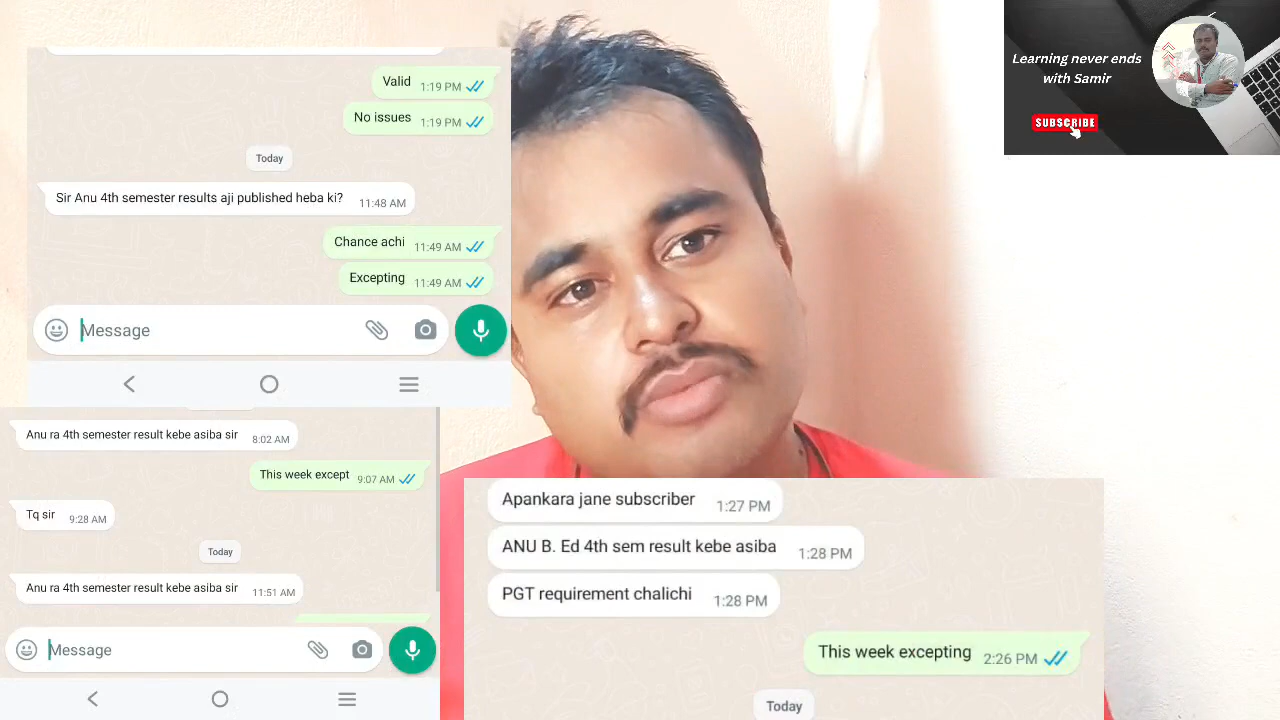 Valid 1:19 PM
No issues 1:19 PM
Today
Sir Anu 4th semester results aji published heba ki? 11:48 AM
Chance achi 11:49 AM
Excepting 11:49 AM
Message
Anu ra 4th semester result kebe asiba sir 8:02 AM
This week except 9:07 AM
Tq sir 9:28 AM
Today
Anu ra 4th semester result kebe asiba sir 11:51 AM
Message
Apankara jane subscriber 1:27 PM
ANU B. Ed 4th sem result kebe asiba 1:28 PM
PGT requirement chalichi 1:28 PM
This week excepting 2:26 PM
Today
Learning never ends
with Samir
SUBSCRIBE